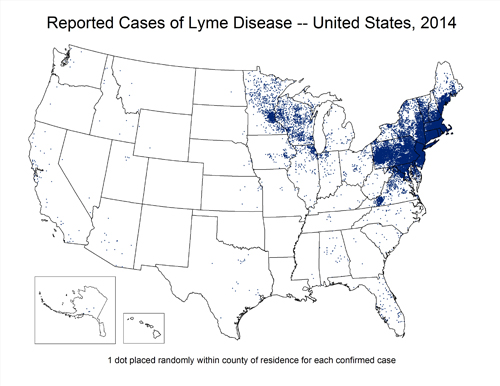 Reported Cases of Lyme Disease -- United States, 2014
1 dot placed randomly within county of residence for each confirmed case